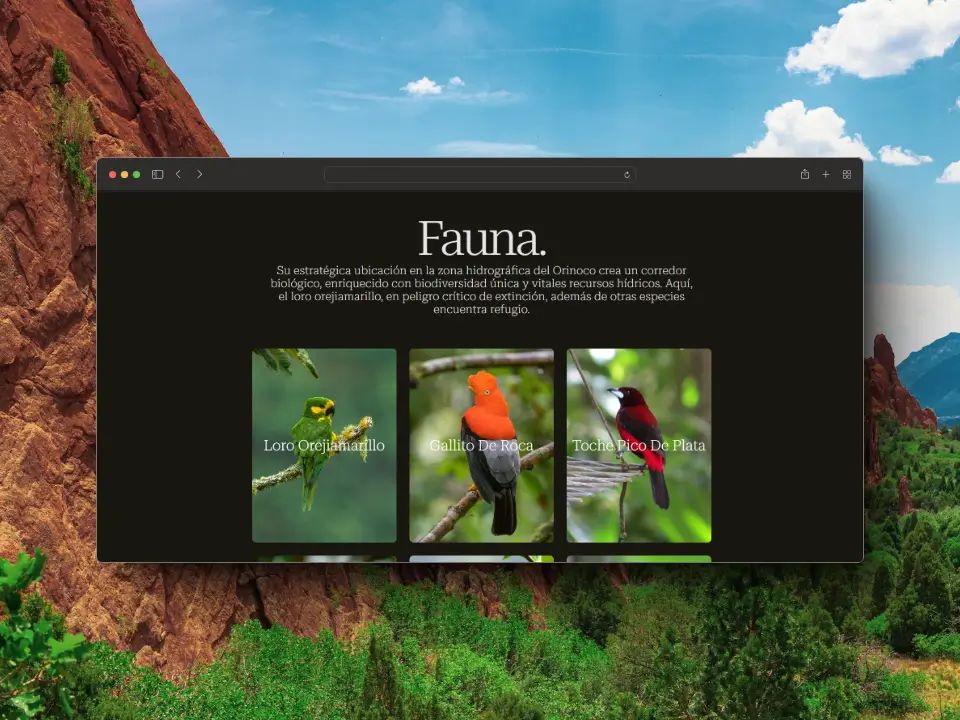 Fauna.
Su estratégica ubicación en la zona hidrográfica del Orinoco crea un corredor
biológico, enriquecido con biodiversidad única y vitales recursos hídricos. Aquí,
el loro orejiamarillo, en peligro crítico de extinción, además de otras especies
encuentra refugio.
Loro Orejiamarillo
Gallito De Roca
Toche Pico De Plata